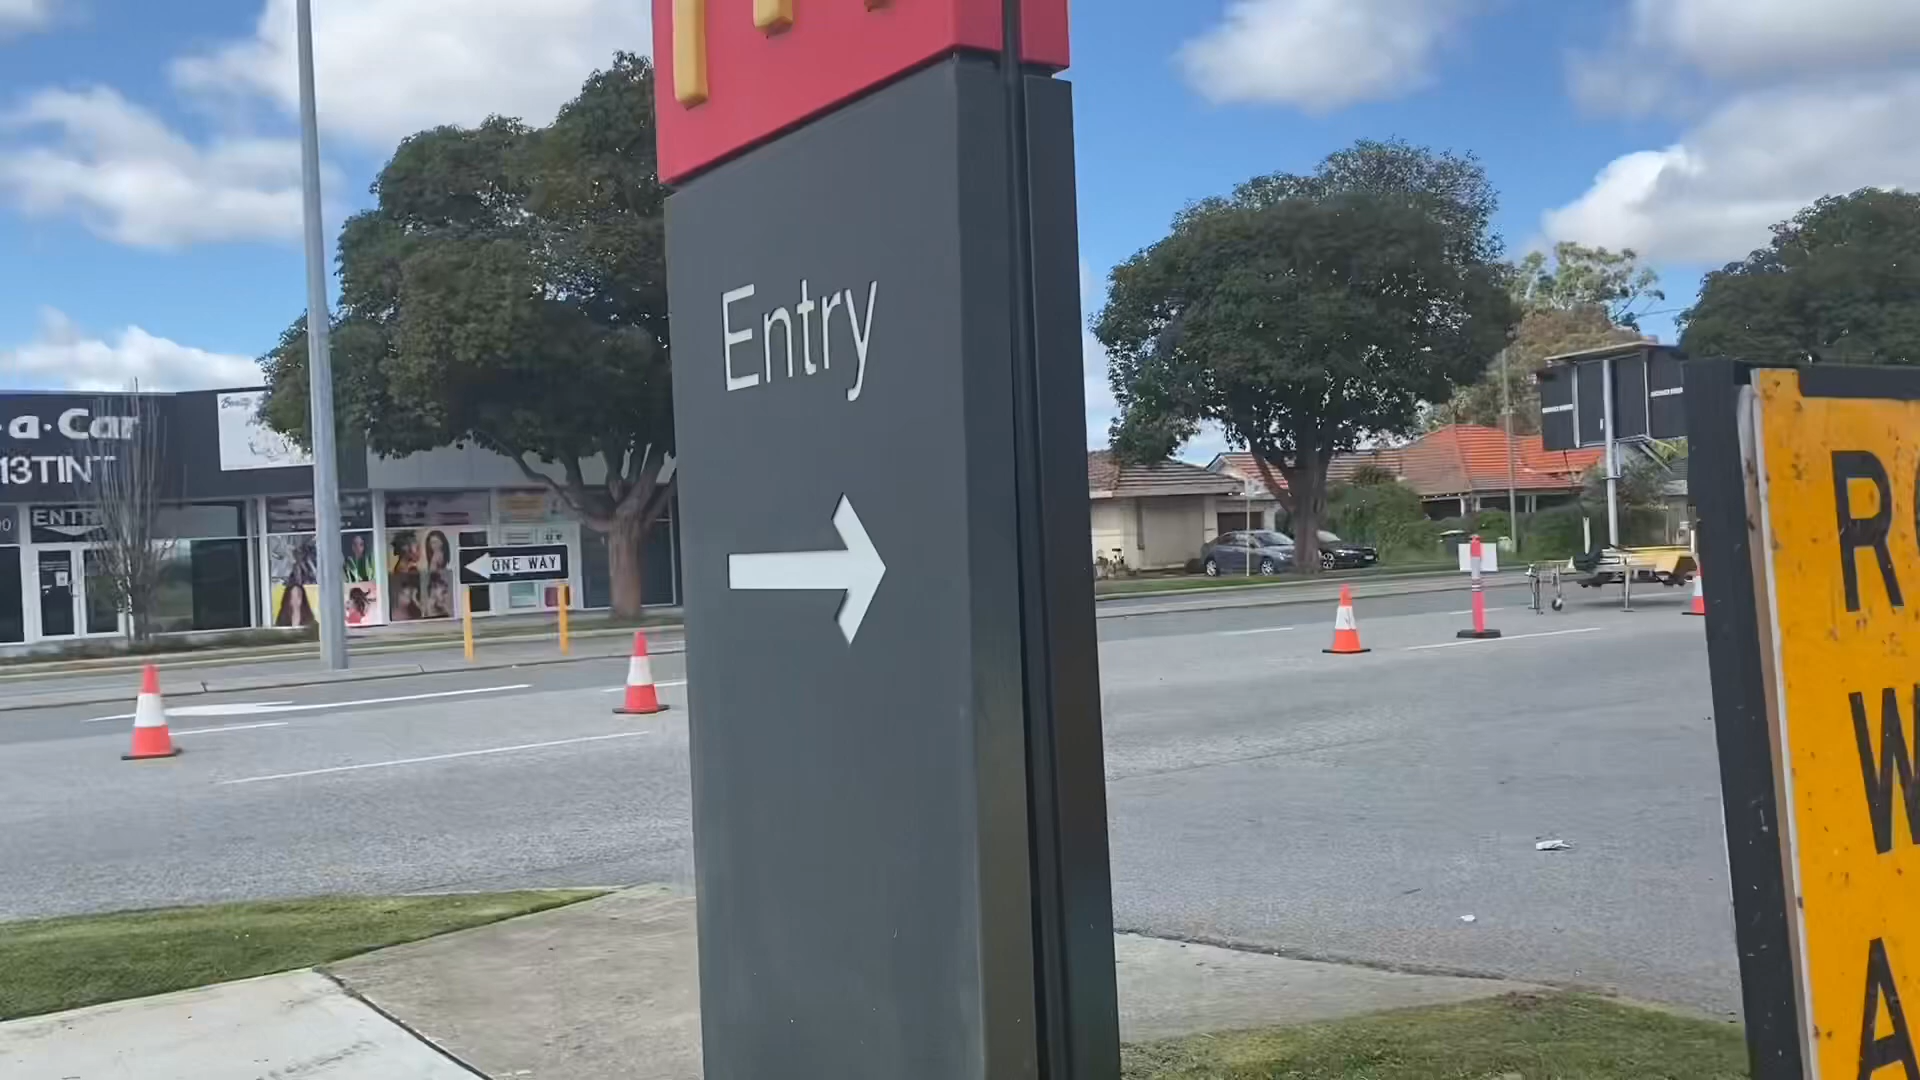 Entry
·a·Car
13TINT
ENTR
ONE WAY
R
W
A